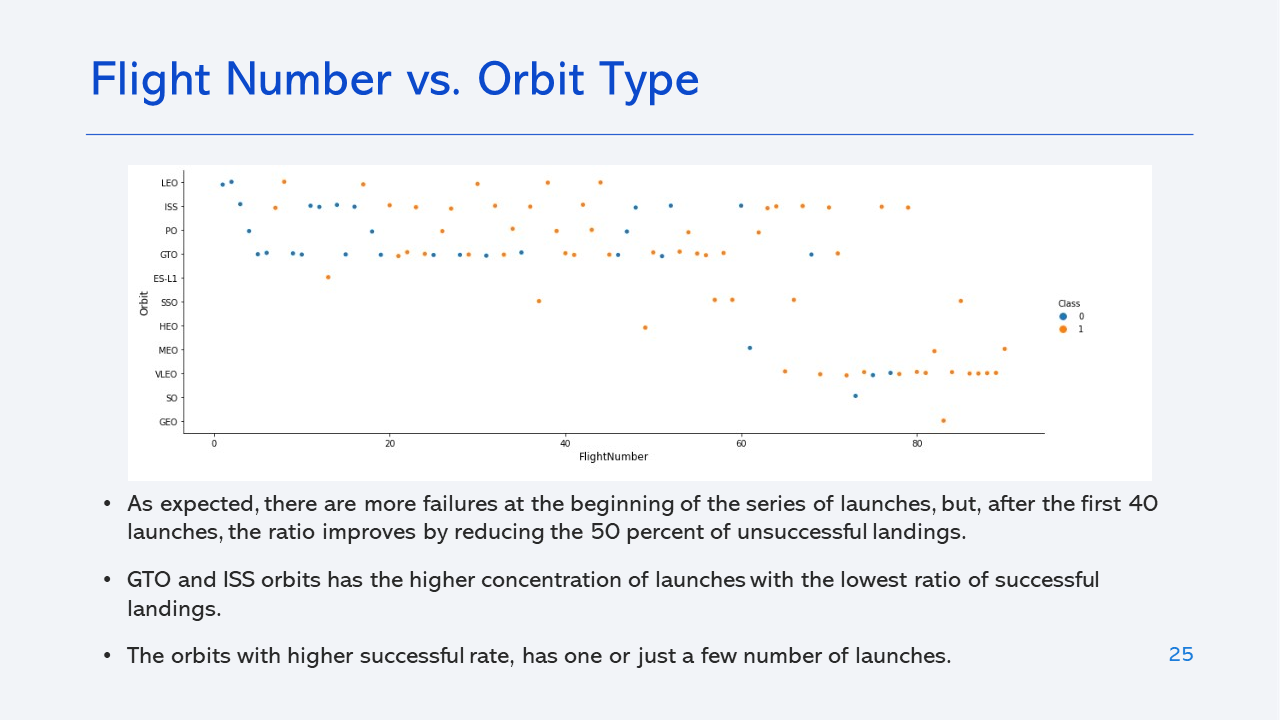 Flight Number vs. Orbit Type
LEO
ISS
PO
GTO
ES-L1
SSO
HEO
MEO
VLEO
SO
GEO
Orbit
0 20 40 60 80
FlightNumber
Class
0
1
• As expected, there are more failures at the beginning of the series of launches, but, after the first 40
launches, the ratio improves by reducing the 50 percent of unsuccessful landings.
• GTO and ISS orbits has the higher concentration of launches with the lowest ratio of successful
landings.
• The orbits with higher successful rate, has one or just a few number of launches.
25